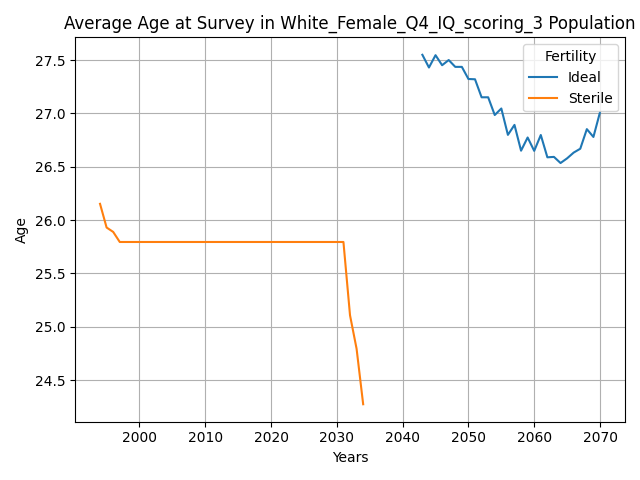 Average Age at Survey in White_Female_Q4_IQ_scoring_3 Population
Fertility
Ideal
Sterile
27.5
27.0
26.5
26.0
25.5
25.0
24.5
Age
2000 2010 2020 2030 2040 2050 2060 2070
Years